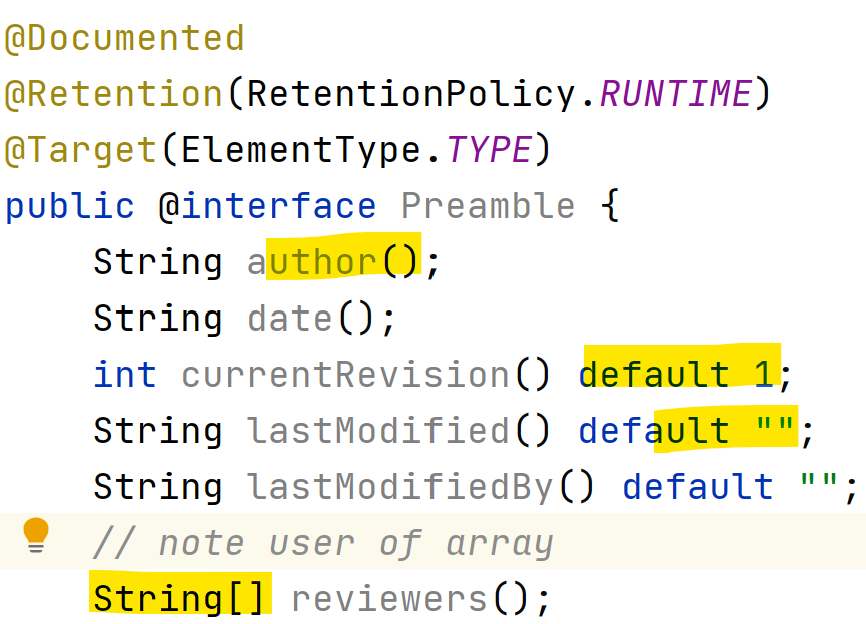 @Documented
@Retention(RetentionPolicy.RUNTIME)
@Target(ElementType.TYPE)
public @interface Preamble {
String author();
String date();
int currentRevision() default 1;
String lastModified() default "";
String lastModifiedBy() default "";
// note user of array
String[] reviewers();